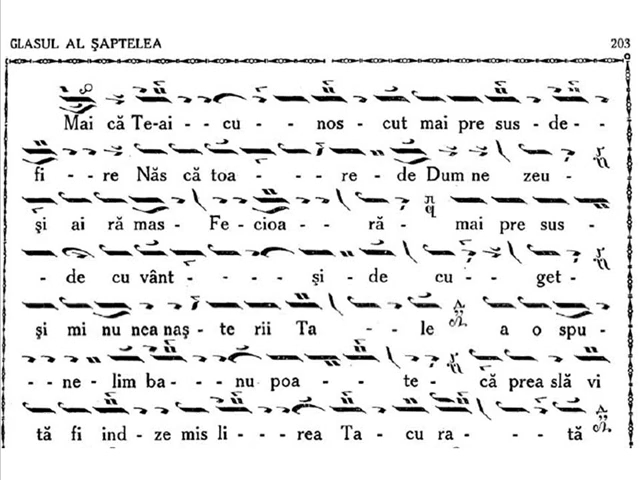 GLASUL AL ŞAPTELEA 203
Mai că Te-ai - - cu - - nos - cut mai pre sus - de - -
fi - - re Năs că toa - - - re - de Dum ne zeu -
şi ai ră mas - Fe - cioa - - ră - mai pre sus -
- de cu vânt - - - - şi - de cu - get -
şi mi nu nea naş - te rii Ta - - le a o spu -
- - ne - lim ba - - nu poa - te - că prea slă vi
tă fi ind - ze mis li - - - rea Ta - cu ra - - - tă